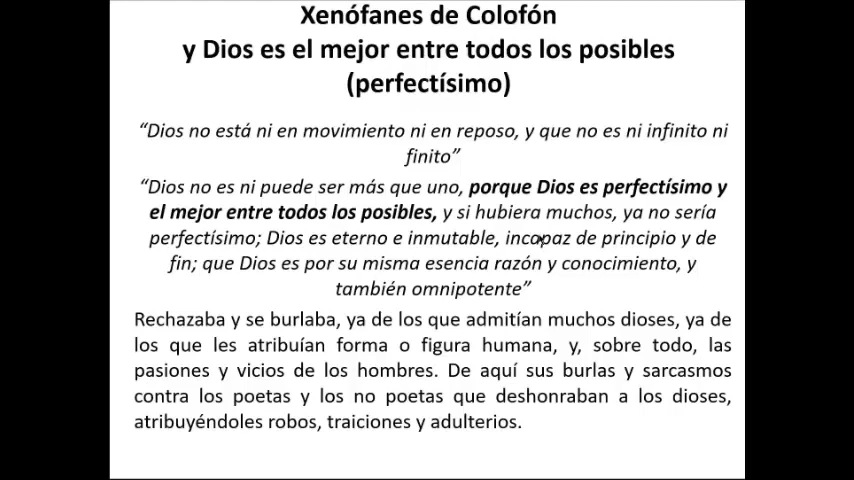 Xenófanes de Colofón
y Dios es el mejor entre todos los posibles
(perfectísimo)
“Dios no está ni en movimiento ni en reposo, y que no es ni infinito ni
finito”
“Dios no es ni puede ser más que uno, porque Dios es perfectísimo y
el mejor entre todos los posibles, y si hubiera muchos, ya no sería
perfectísimo; Dios es eterno e inmutable, incapaz de principio y de
fin; que Dios es por su misma esencia razón y conocimiento, y
también omnipotente”
Rechazaba y se burlaba, ya de los que admitían muchos dioses, ya de
los que les atribuían forma o figura humana, y, sobre todo, las
pasiones y vicios de los hombres. De aquí sus burlas y sarcasmos
contra los poetas y los no poetas que deshonraban a los dioses,
atribuyéndoles robos, traiciones y adulterios.